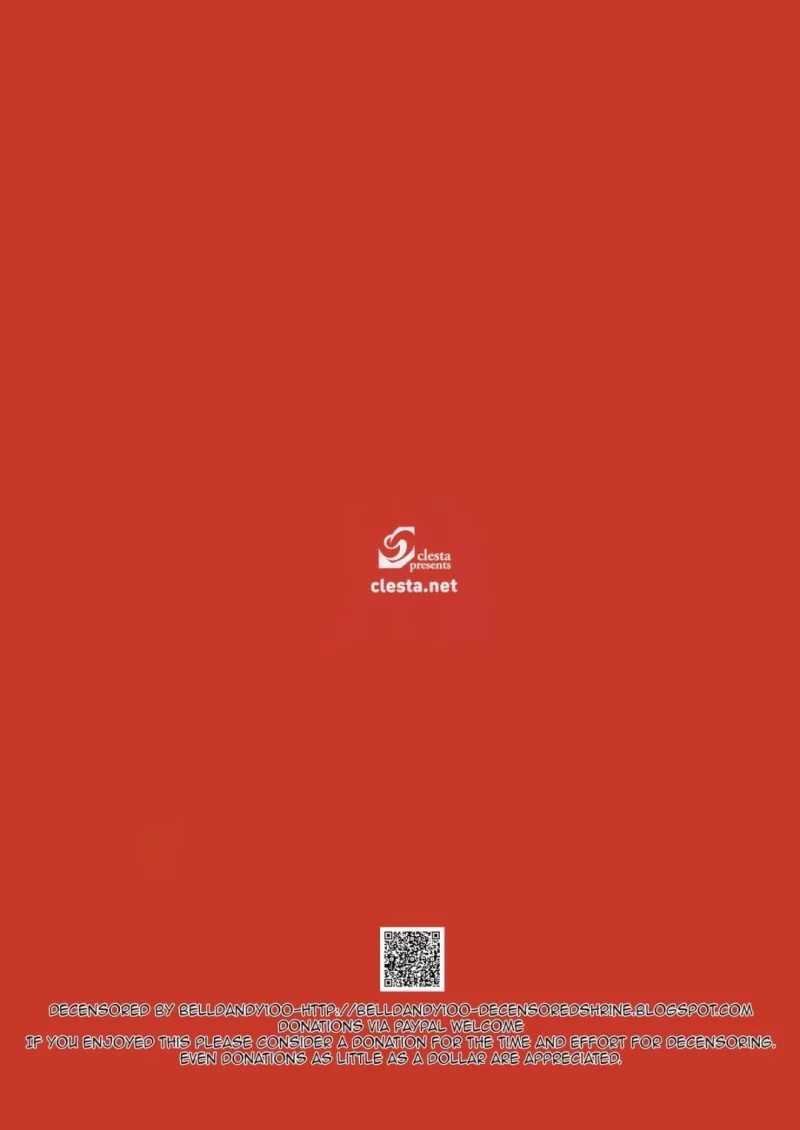 clesta
presents
clesta.net
DECENSORED BY BELLDANDY100-HTTP://BELLDANDY100-DECENSOREDSHRINE.BLOGSPOT.COM
DONATIONS VIA PAYPAL WELCOME
IF YOU ENJOYED THIS PLEASE CONSIDER A DONATION FOR THE TIME AND EFFORT FOR DECENSORING.
EVEN DONATIONS AS LITTLE AS A DOLLAR ARE APPRECIATED.